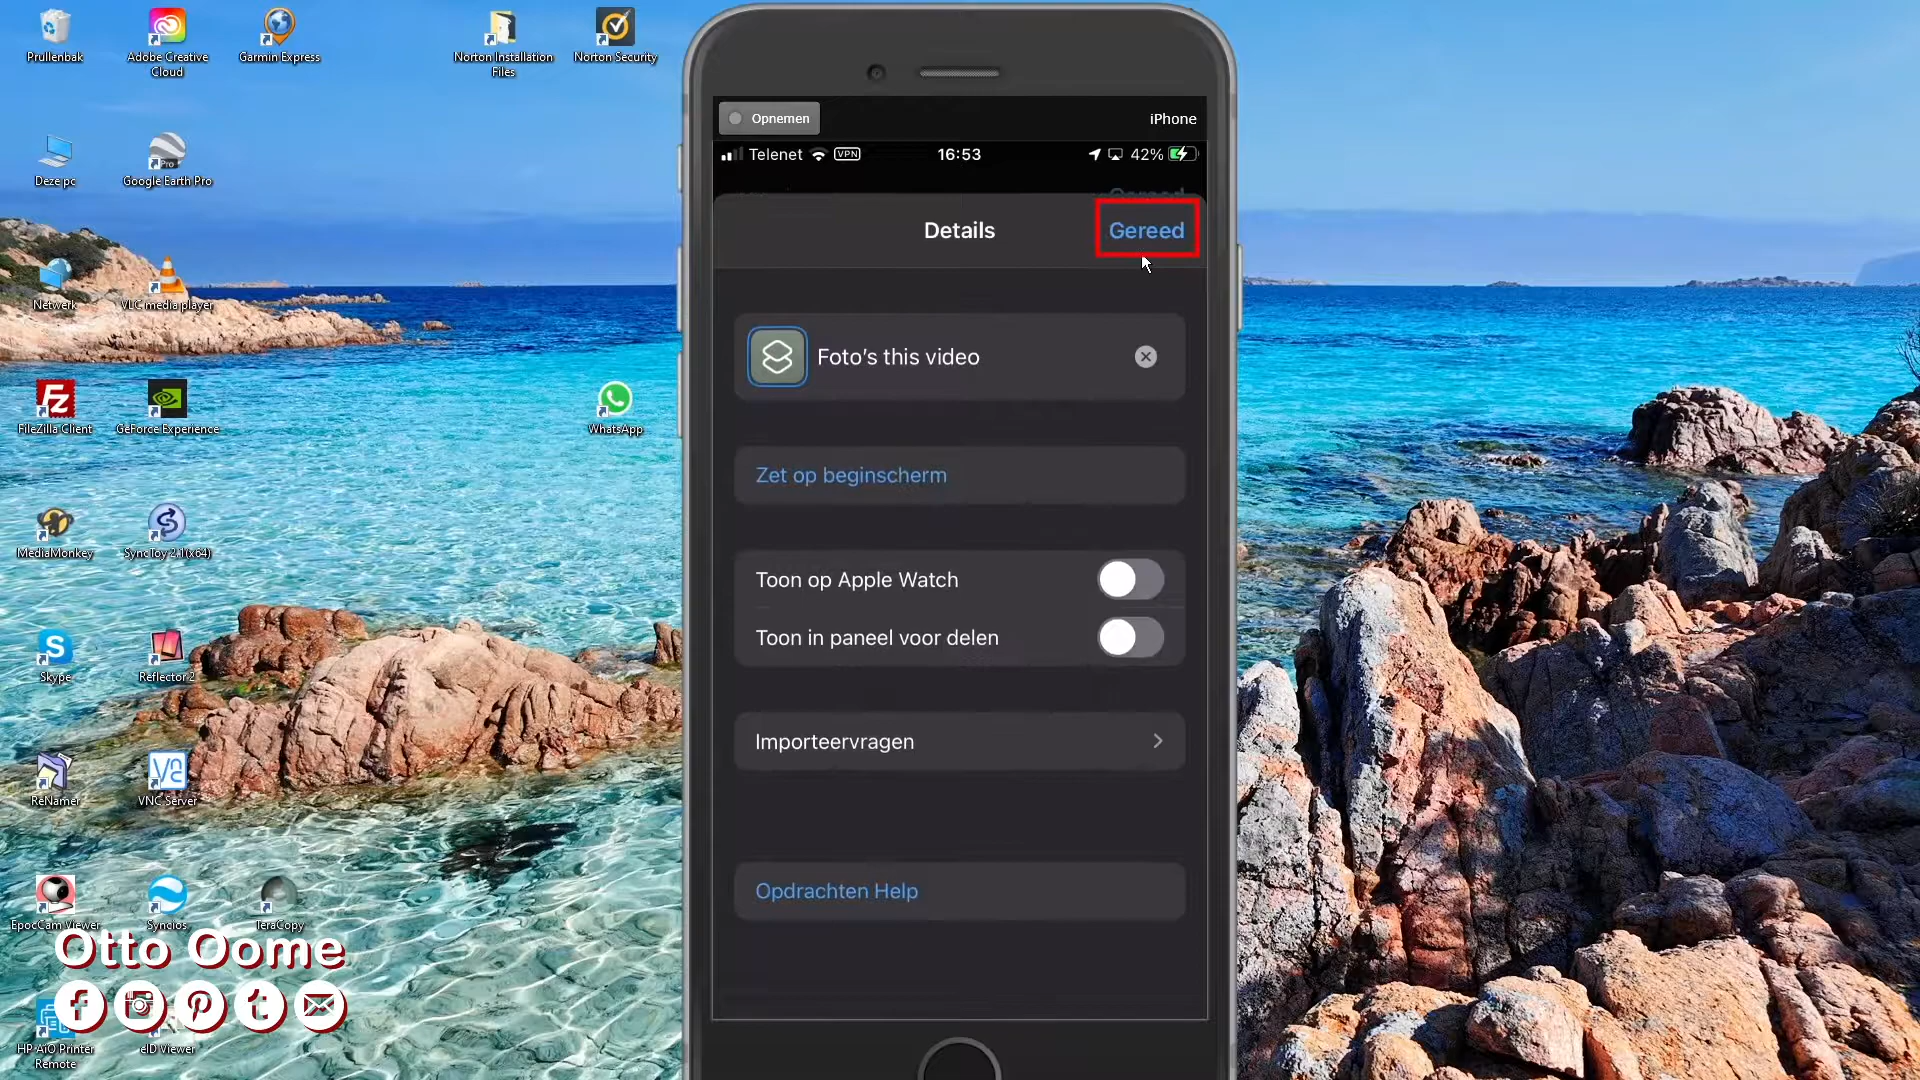 Prullenbak
Adobe Creative
Cloud
Garmin Express
Norton Installation
Files
Norton Security
Deze pc
Google Earth Pro
Pro
Netwerk
VLC media player
FileZilla Client
GeForce Experience
WhatsApp
MediaMonkey
SyncToy 2.1(x64)
Skype
Reflector 2
ReNamer
VNC Server
EpocCam Viewer
Syncios
TeraCopy
Otto Oome
HP AiO Printer
Remote
eID Viewer
Opnemen
iPhone
Telenet
VPN
16:53
42%
Details
Gereed
Foto's this video
Zet op beginscherm
Toon op Apple Watch
Toon in paneel voor delen
Importeervragen
Opdrachten Help